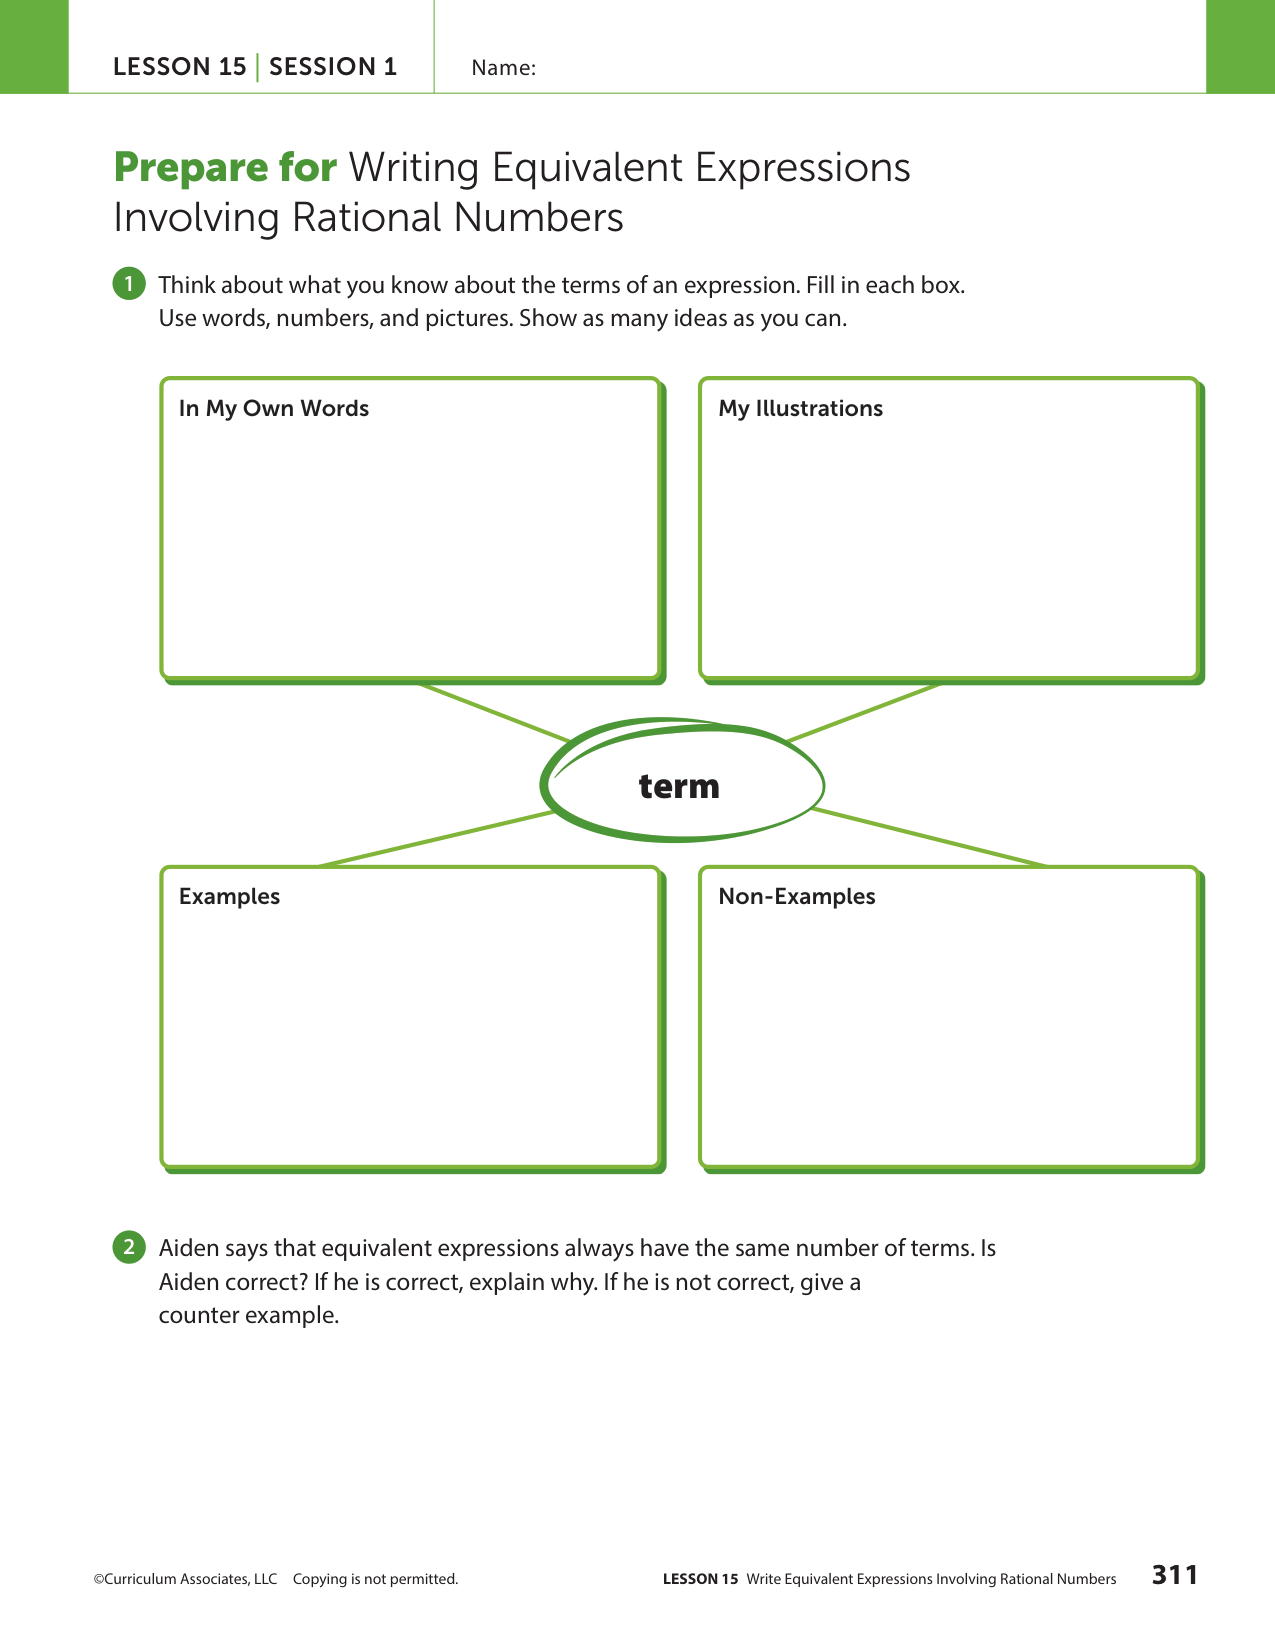 LESSON 15 | SESSION 1
Name:
Prepare for Writing Equivalent Expressions
Involving Rational Numbers
1 Think about what you know about the terms of an expression. Fill in each box.
Use words, numbers, and pictures. Show as many ideas as you can.
In My Own Words
My Illustrations
term
Examples
Non-Examples
2 Aiden says that equivalent expressions always have the same number of terms. Is
Aiden correct? If he is correct, explain why. If he is not correct, give a
counter example.
©Curriculum Associates, LLC Copying is not permitted.
LESSON 15 Write Equivalent Expressions Involving Rational Numbers 311